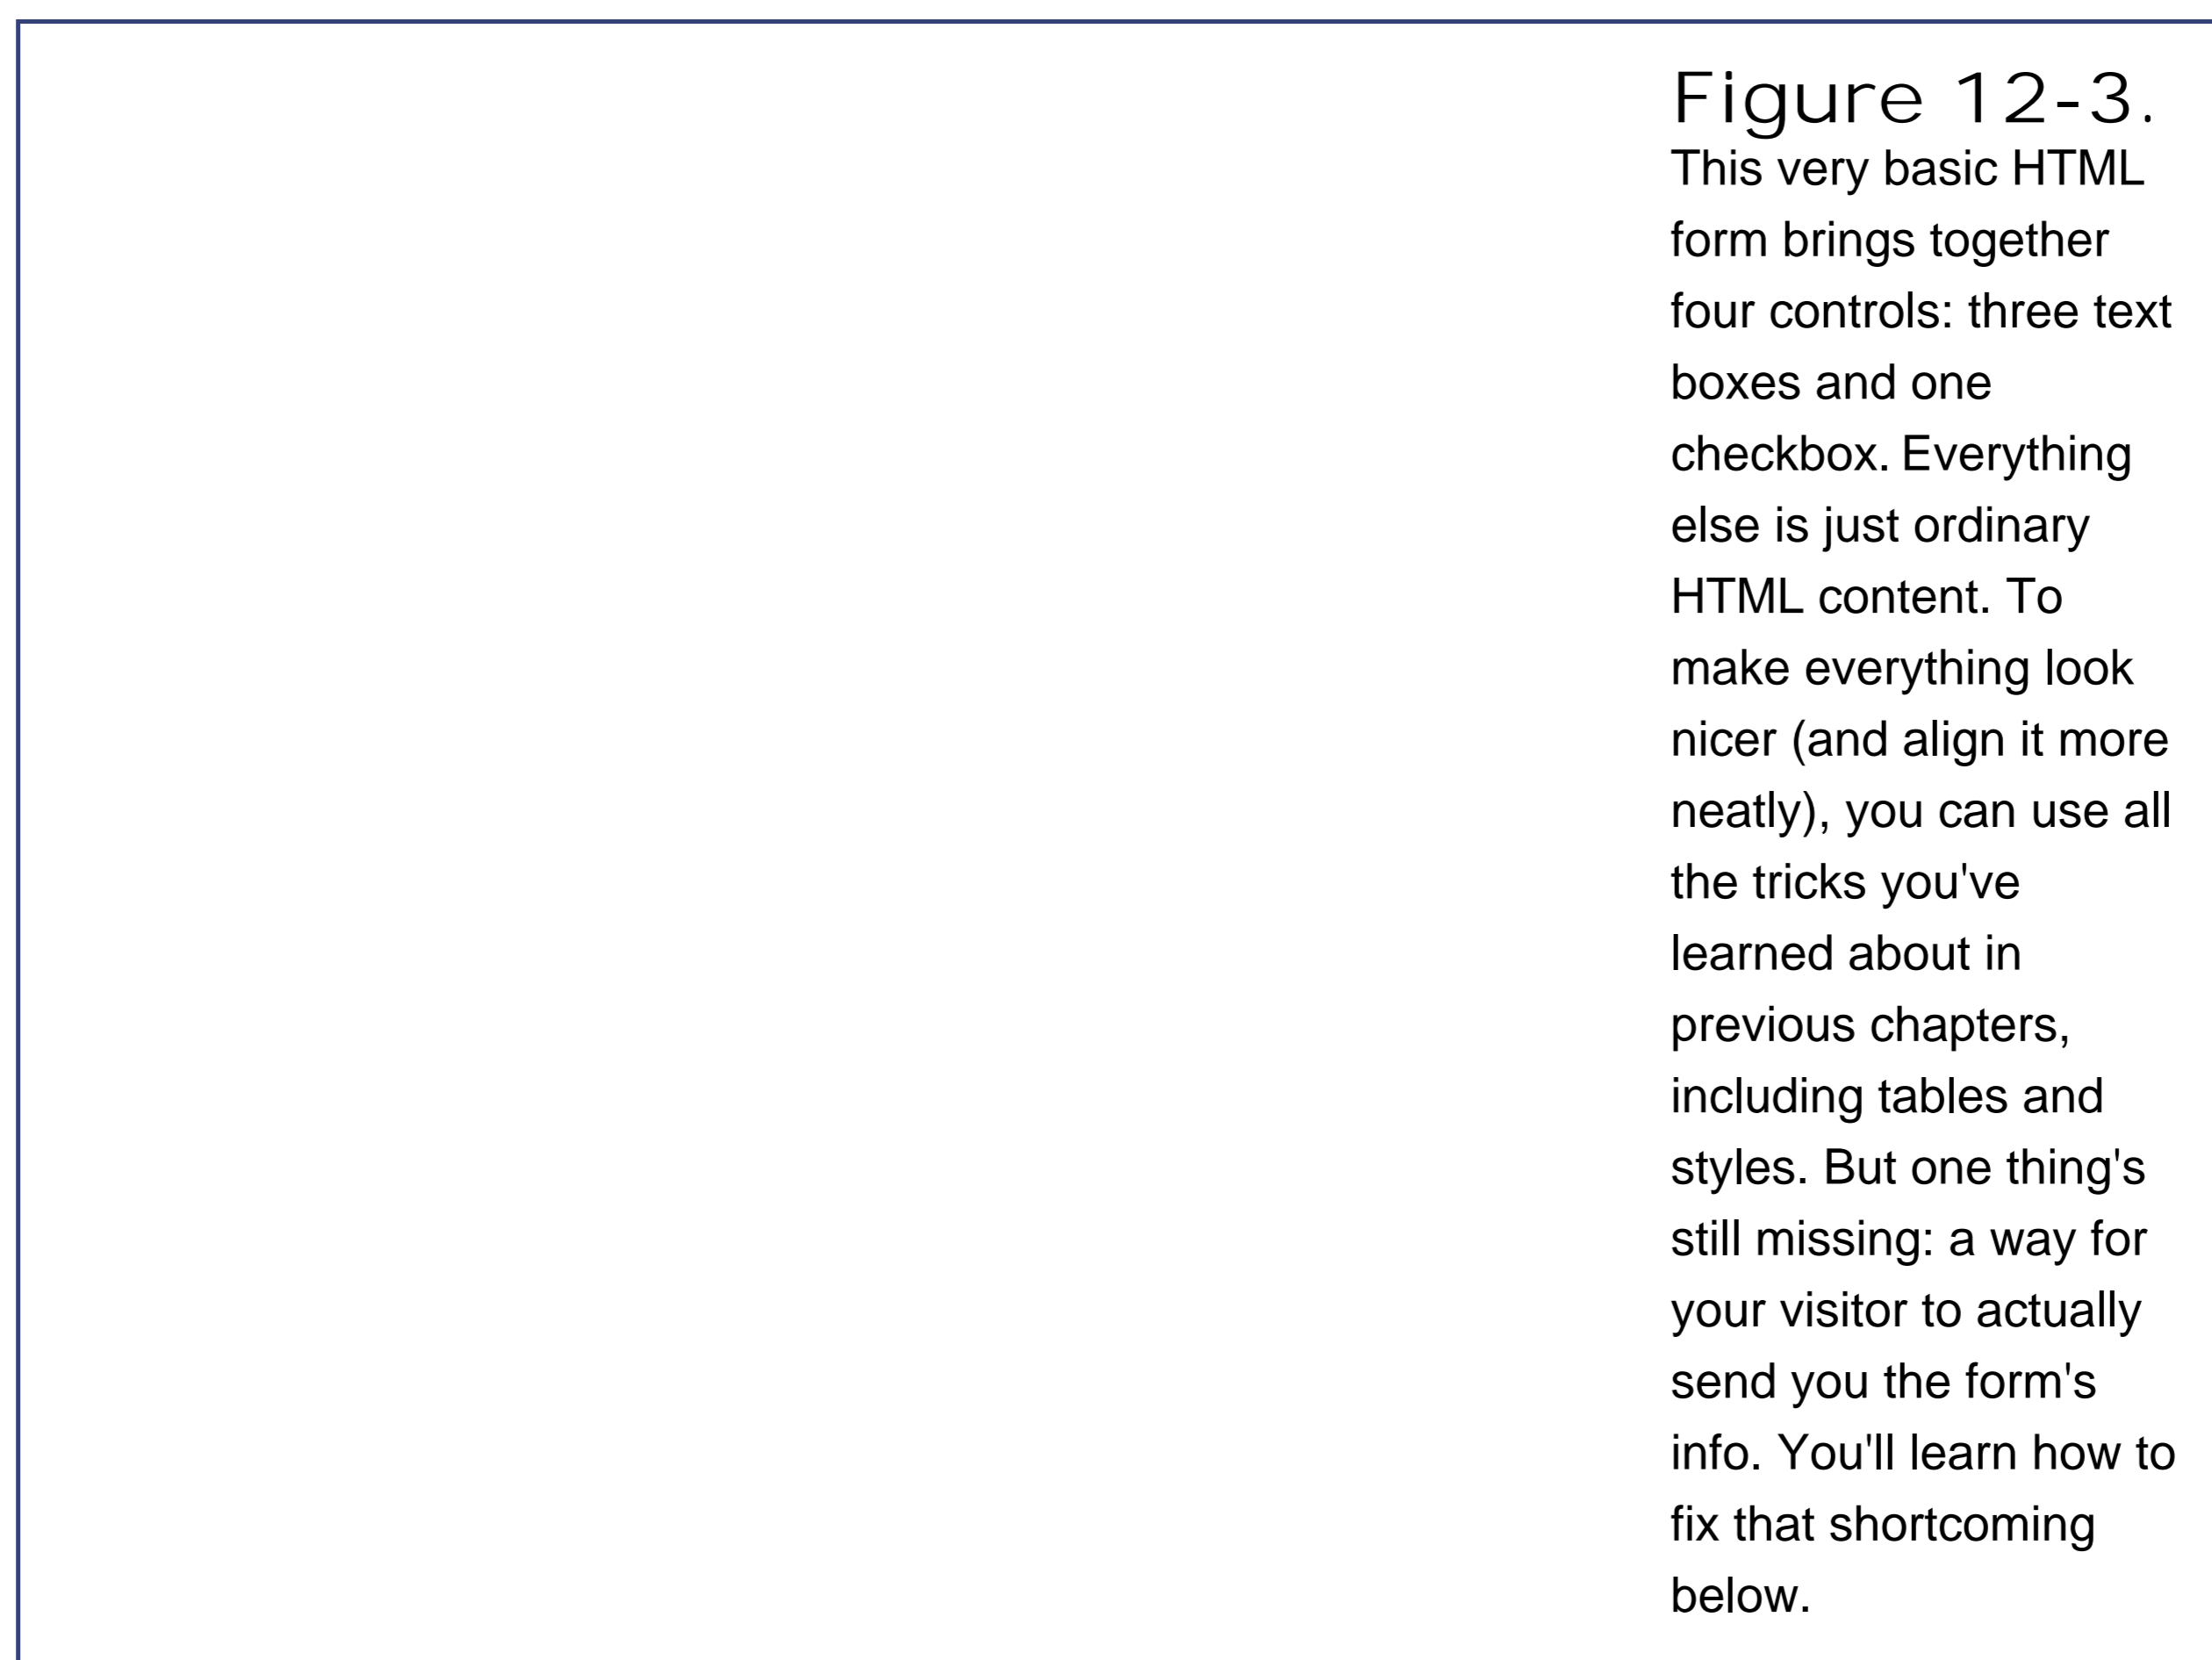 Figure 12-3.
This very basic HTML
form brings together
four controls: three text
boxes and one
checkbox. Everything
else is just ordinary
HTML content. To
make everything look
nicer (and align it more
neatly), you can use all
the tricks you've
learned about in
previous chapters,
including tables and
styles. But one thing's
still missing: a way for
your visitor to actually
send you the form's
info. You'll learn how to
fix that shortcoming
below.